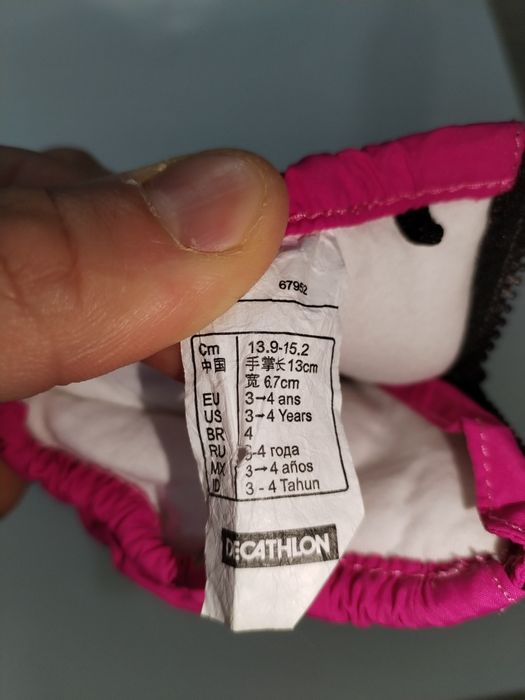 67952
Cm 13.9-15.2
中国 手掌长13cm
宽 6.7cm
EU 3→4 ans
US 3→4 Years
BR 4
RU 3-4 года
MX 3→4 años
ID 3-4 Tahun
DECATHLON